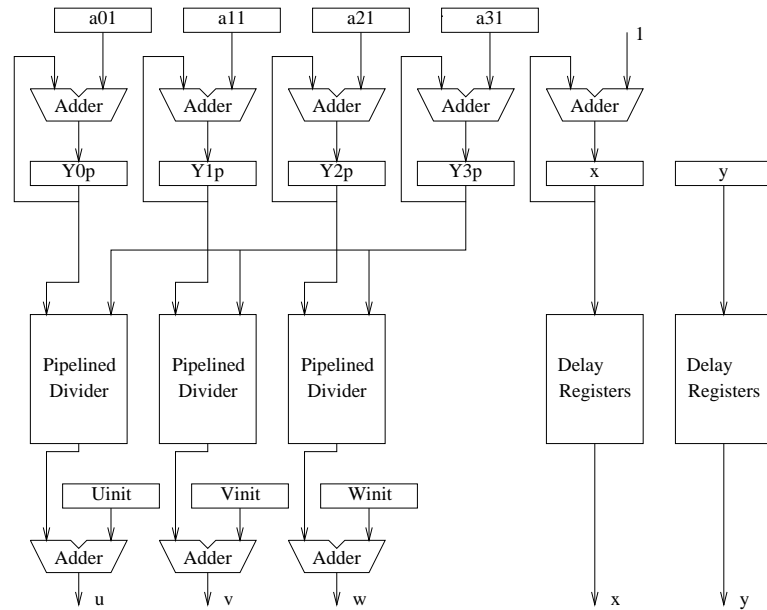 a01 a11 a21 a31 1
Adder Adder Adder Adder Adder
Y0p Y1p Y2p Y3p x y
Pipelined Pipelined Pipelined Delay Delay
Divider Divider Divider Registers Registers
Uinit Vinit Winit
Adder Adder Adder
u v w x y